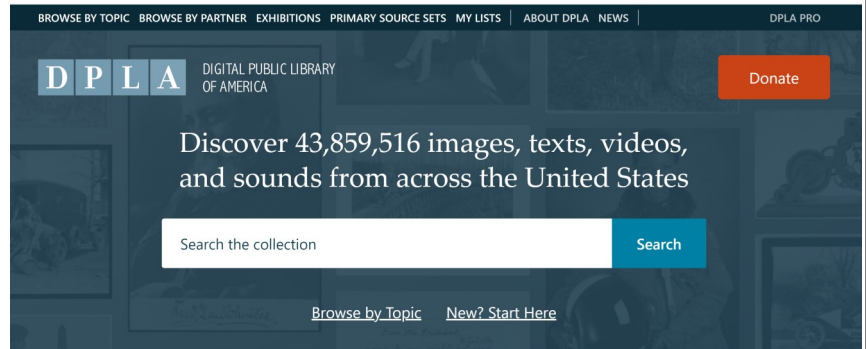 BROWSE BY TOPIC BROWSE BY PARTNER EXHIBITIONS PRIMARY SOURCE SETS MY LISTS ABOUT DPLA NEWS DPLA PRO
DPLA DIGITAL PUBLIC LIBRARY
OF AMERICA
Donate
Discover 43,859,516 images, texts, videos,
and sounds from across the United States
Search the collection Search
Browse by Topic New? Start Here